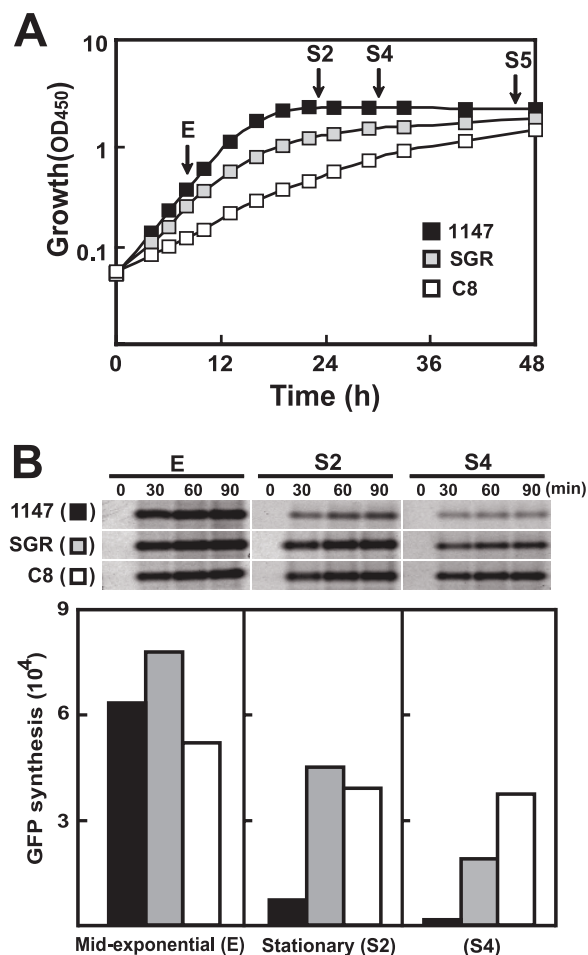 A
10
S2 S4 S5
E
1
0.1
Growth(OD450)
1147
SGR
C8
0 12 24 36 48
Time (h)
B
E S2 S4
0 30 60 90 0 30 60 90 0 30 60 90 (min)
1147 ( )
SGR ( )
C8 ( )
9
6
3
GFP synthesis (10^4)
Mid-exponential (E) Stationary (S2) (S4)